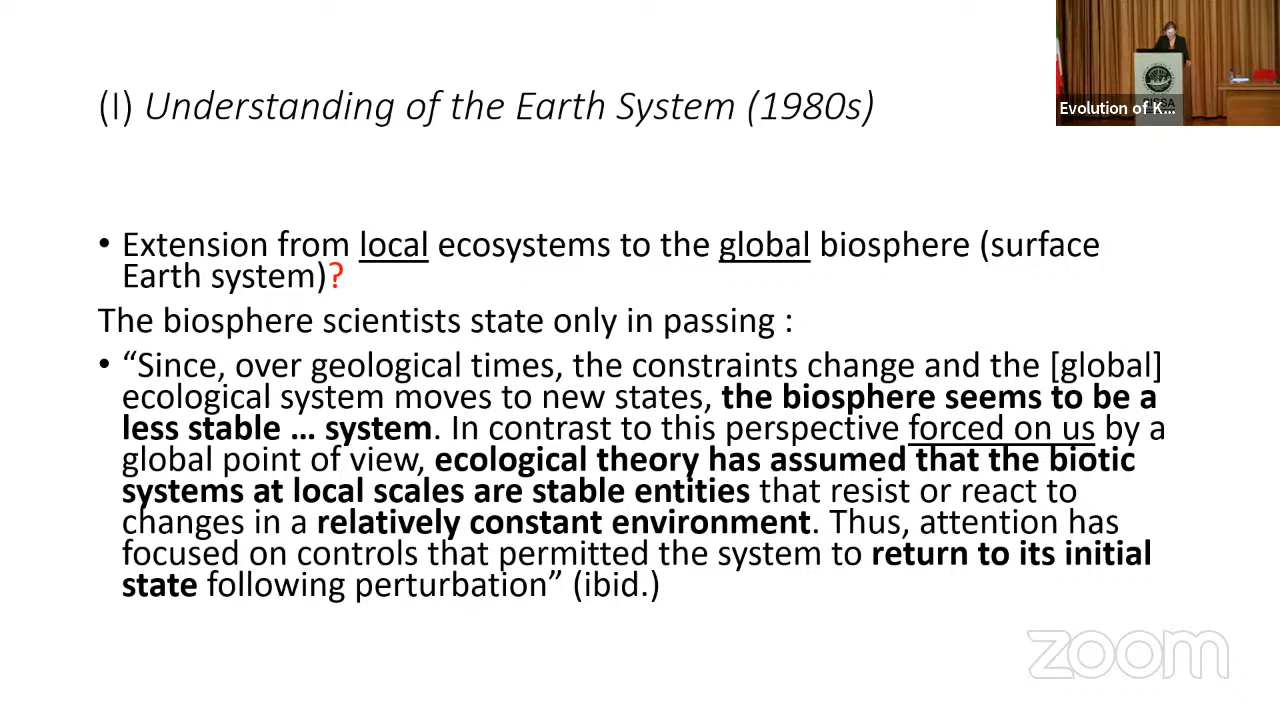 (I) Understanding of the Earth System (1980s)
Evolution of K...
• Extension from local ecosystems to the global biosphere (surface
Earth system)?
The biosphere scientists state only in passing :
• “Since, over geological times, the constraints change and the [global]
ecological system moves to new states, the biosphere seems to be a
less stable … system. In contrast to this perspective forced on us by a
global point of view, ecological theory has assumed that the biotic
systems at local scales are stable entities that resist or react to
changes in a relatively constant environment. Thus, attention has
focused on controls that permitted the system to return to its initial
state following perturbation” (ibid.)
zoom